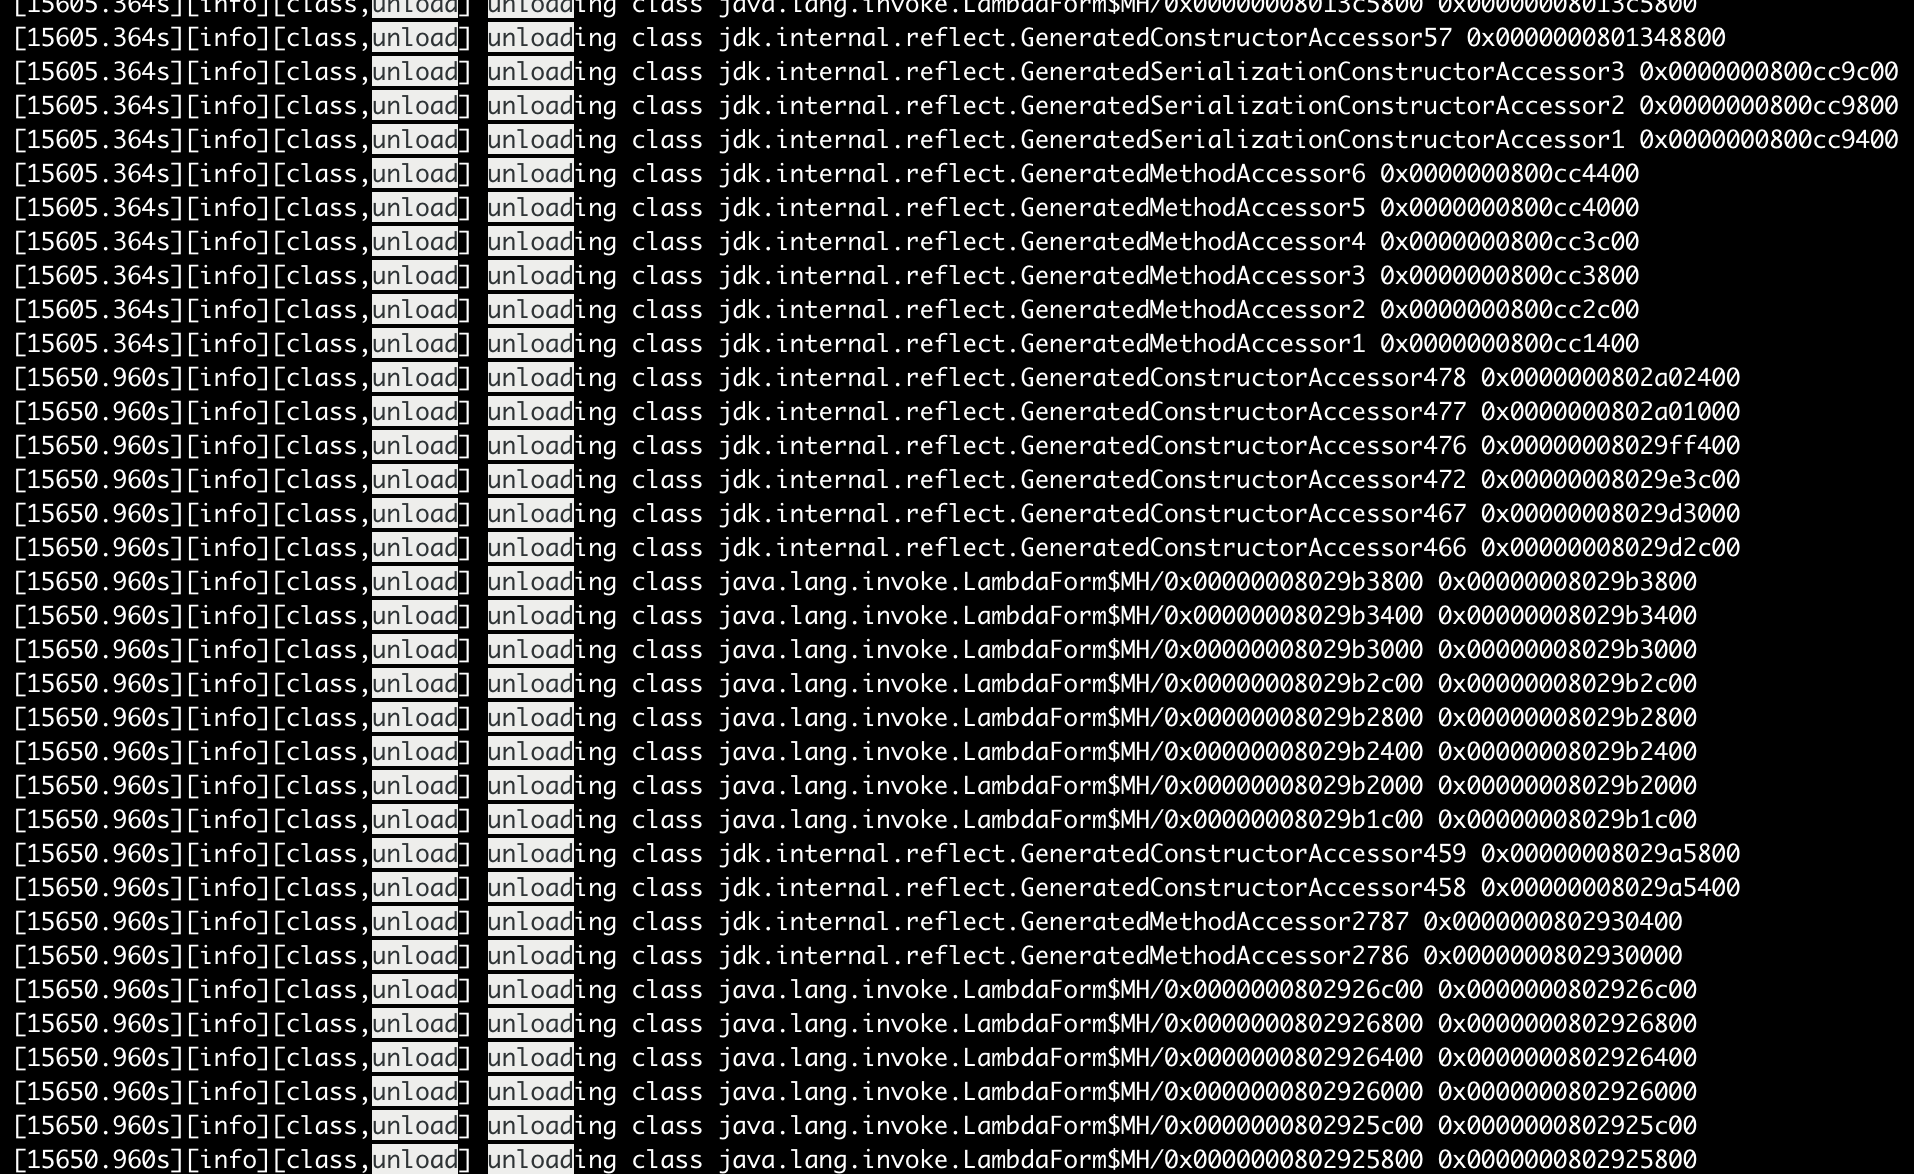 [15605.364s][info][class,unload] unloading class java.lang.invoke.LambdaForm$MH/0x00000008013c5800 0x00000008013c5800
[15605.364s][info][class,unload] unloading class jdk.internal.reflect.GeneratedConstructorAccessor57 0x0000000801348800
[15605.364s][info][class,unload] unloading class jdk.internal.reflect.GeneratedSerializationConstructorAccessor3 0x0000000800cc9c00
[15605.364s][info][class,unload] unloading class jdk.internal.reflect.GeneratedSerializationConstructorAccessor2 0x0000000800cc9800
[15605.364s][info][class,unload] unloading class jdk.internal.reflect.GeneratedSerializationConstructorAccessor1 0x0000000800cc9400
[15605.364s][info][class,unload] unloading class jdk.internal.reflect.GeneratedMethodAccessor6 0x0000000800cc4400
[15605.364s][info][class,unload] unloading class jdk.internal.reflect.GeneratedMethodAccessor5 0x0000000800cc4000
[15605.364s][info][class,unload] unloading class jdk.internal.reflect.GeneratedMethodAccessor4 0x0000000800cc3c00
[15605.364s][info][class,unload] unloading class jdk.internal.reflect.GeneratedMethodAccessor3 0x0000000800cc3800
[15605.364s][info][class,unload] unloading class jdk.internal.reflect.GeneratedMethodAccessor2 0x0000000800cc2c00
[15605.364s][info][class,unload] unloading class jdk.internal.reflect.GeneratedMethodAccessor1 0x0000000800cc1400
[15650.960s][info][class,unload] unloading class jdk.internal.reflect.GeneratedConstructorAccessor478 0x0000000802a02400
[15650.960s][info][class,unload] unloading class jdk.internal.reflect.GeneratedConstructorAccessor477 0x0000000802a01000
[15650.960s][info][class,unload] unloading class jdk.internal.reflect.GeneratedConstructorAccessor476 0x00000008029ff400
[15650.960s][info][class,unload] unloading class jdk.internal.reflect.GeneratedConstructorAccessor472 0x00000008029e3c00
[15650.960s][info][class,unload] unloading class jdk.internal.reflect.GeneratedConstructorAccessor467 0x00000008029d3000
[15650.960s][info][class,unload] unloading class jdk.internal.reflect.GeneratedConstructorAccessor466 0x00000008029d2c00
[15650.960s][info][class,unload] unloading class java.lang.invoke.LambdaForm$MH/0x00000008029b3800 0x00000008029b3800
[15650.960s][info][class,unload] unloading class java.lang.invoke.LambdaForm$MH/0x00000008029b3400 0x00000008029b3400
[15650.960s][info][class,unload] unloading class java.lang.invoke.LambdaForm$MH/0x00000008029b3000 0x00000008029b3000
[15650.960s][info][class,unload] unloading class java.lang.invoke.LambdaForm$MH/0x00000008029b2c00 0x00000008029b2c00
[15650.960s][info][class,unload] unloading class java.lang.invoke.LambdaForm$MH/0x00000008029b2800 0x00000008029b2800
[15650.960s][info][class,unload] unloading class java.lang.invoke.LambdaForm$MH/0x00000008029b2400 0x00000008029b2400
[15650.960s][info][class,unload] unloading class java.lang.invoke.LambdaForm$MH/0x00000008029b2000 0x00000008029b2000
[15650.960s][info][class,unload] unloading class java.lang.invoke.LambdaForm$MH/0x00000008029b1c00 0x00000008029b1c00
[15650.960s][info][class,unload] unloading class jdk.internal.reflect.GeneratedConstructorAccessor459 0x00000008029a5800
[15650.960s][info][class,unload] unloading class jdk.internal.reflect.GeneratedConstructorAccessor458 0x00000008029a5400
[15650.960s][info][class,unload] unloading class jdk.internal.reflect.GeneratedMethodAccessor2787 0x0000000802930400
[15650.960s][info][class,unload] unloading class jdk.internal.reflect.GeneratedMethodAccessor2786 0x0000000802930000
[15650.960s][info][class,unload] unloading class java.lang.invoke.LambdaForm$MH/0x0000000802926c00 0x0000000802926c00
[15650.960s][info][class,unload] unloading class java.lang.invoke.LambdaForm$MH/0x0000000802926800 0x0000000802926800
[15650.960s][info][class,unload] unloading class java.lang.invoke.LambdaForm$MH/0x0000000802926400 0x0000000802926400
[15650.960s][info][class,unload] unloading class java.lang.invoke.LambdaForm$MH/0x0000000802926000 0x0000000802926000
[15650.960s][info][class,unload] unloading class java.lang.invoke.LambdaForm$MH/0x0000000802925c00 0x0000000802925c00
[15650.960s][info][class,unload] unloading class java.lang.invoke.LambdaForm$MH/0x0000000802925800 0x0000000802925800